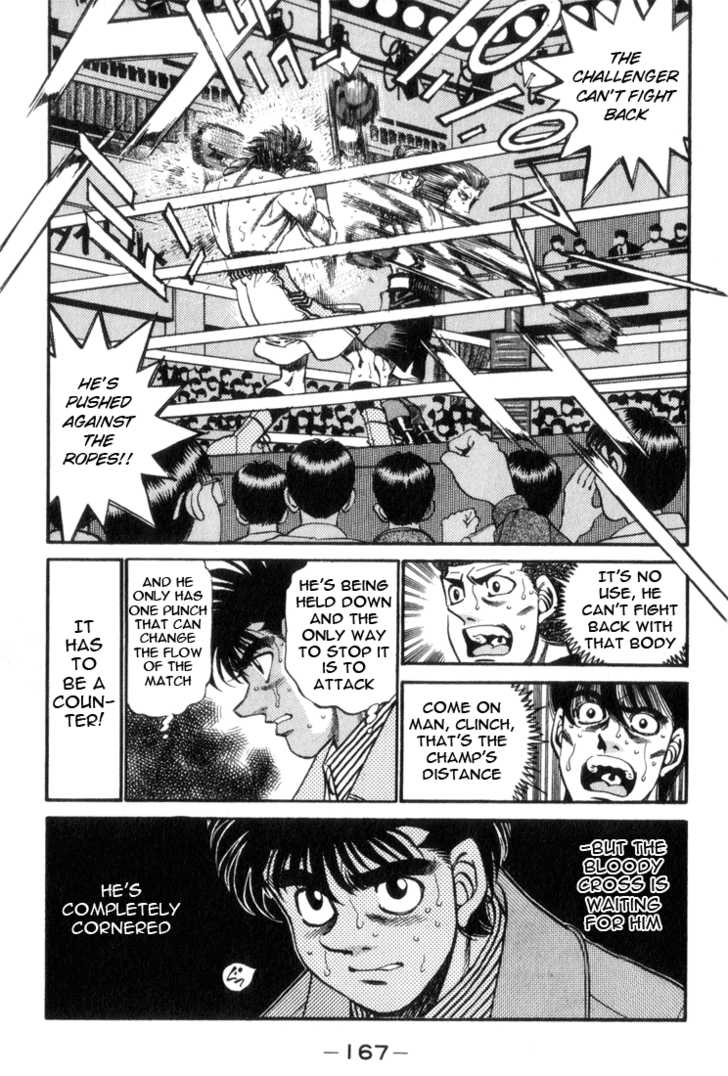 THE
CHALLENGER
CAN'T FIGHT
BACK
HE'S
PUSHED
AGAINST
THE
ROPES!!
IT'S NO
USE, HE
CAN'T FIGHT
BACK WITH
THAT BODY
COME ON
MAN, CLINCH,
THAT'S THE
CHAMP'S
DISTANCE
HE'S BEING
HELD DOWN
AND THE
ONLY WAY
TO STOP IT
IS TO
ATTACK
AND HE
ONLY HAS
ONE PUNCH
THAT CAN
CHANGE
THE FLOW
OF THE
MATCH
IT
HAS
TO
BE A
COUN-
TER!
-BUT THE
BLOODY
CROSS IS
WAITING
FOR HIM
HE'S
COMPLETELY
CORNERED
-167-